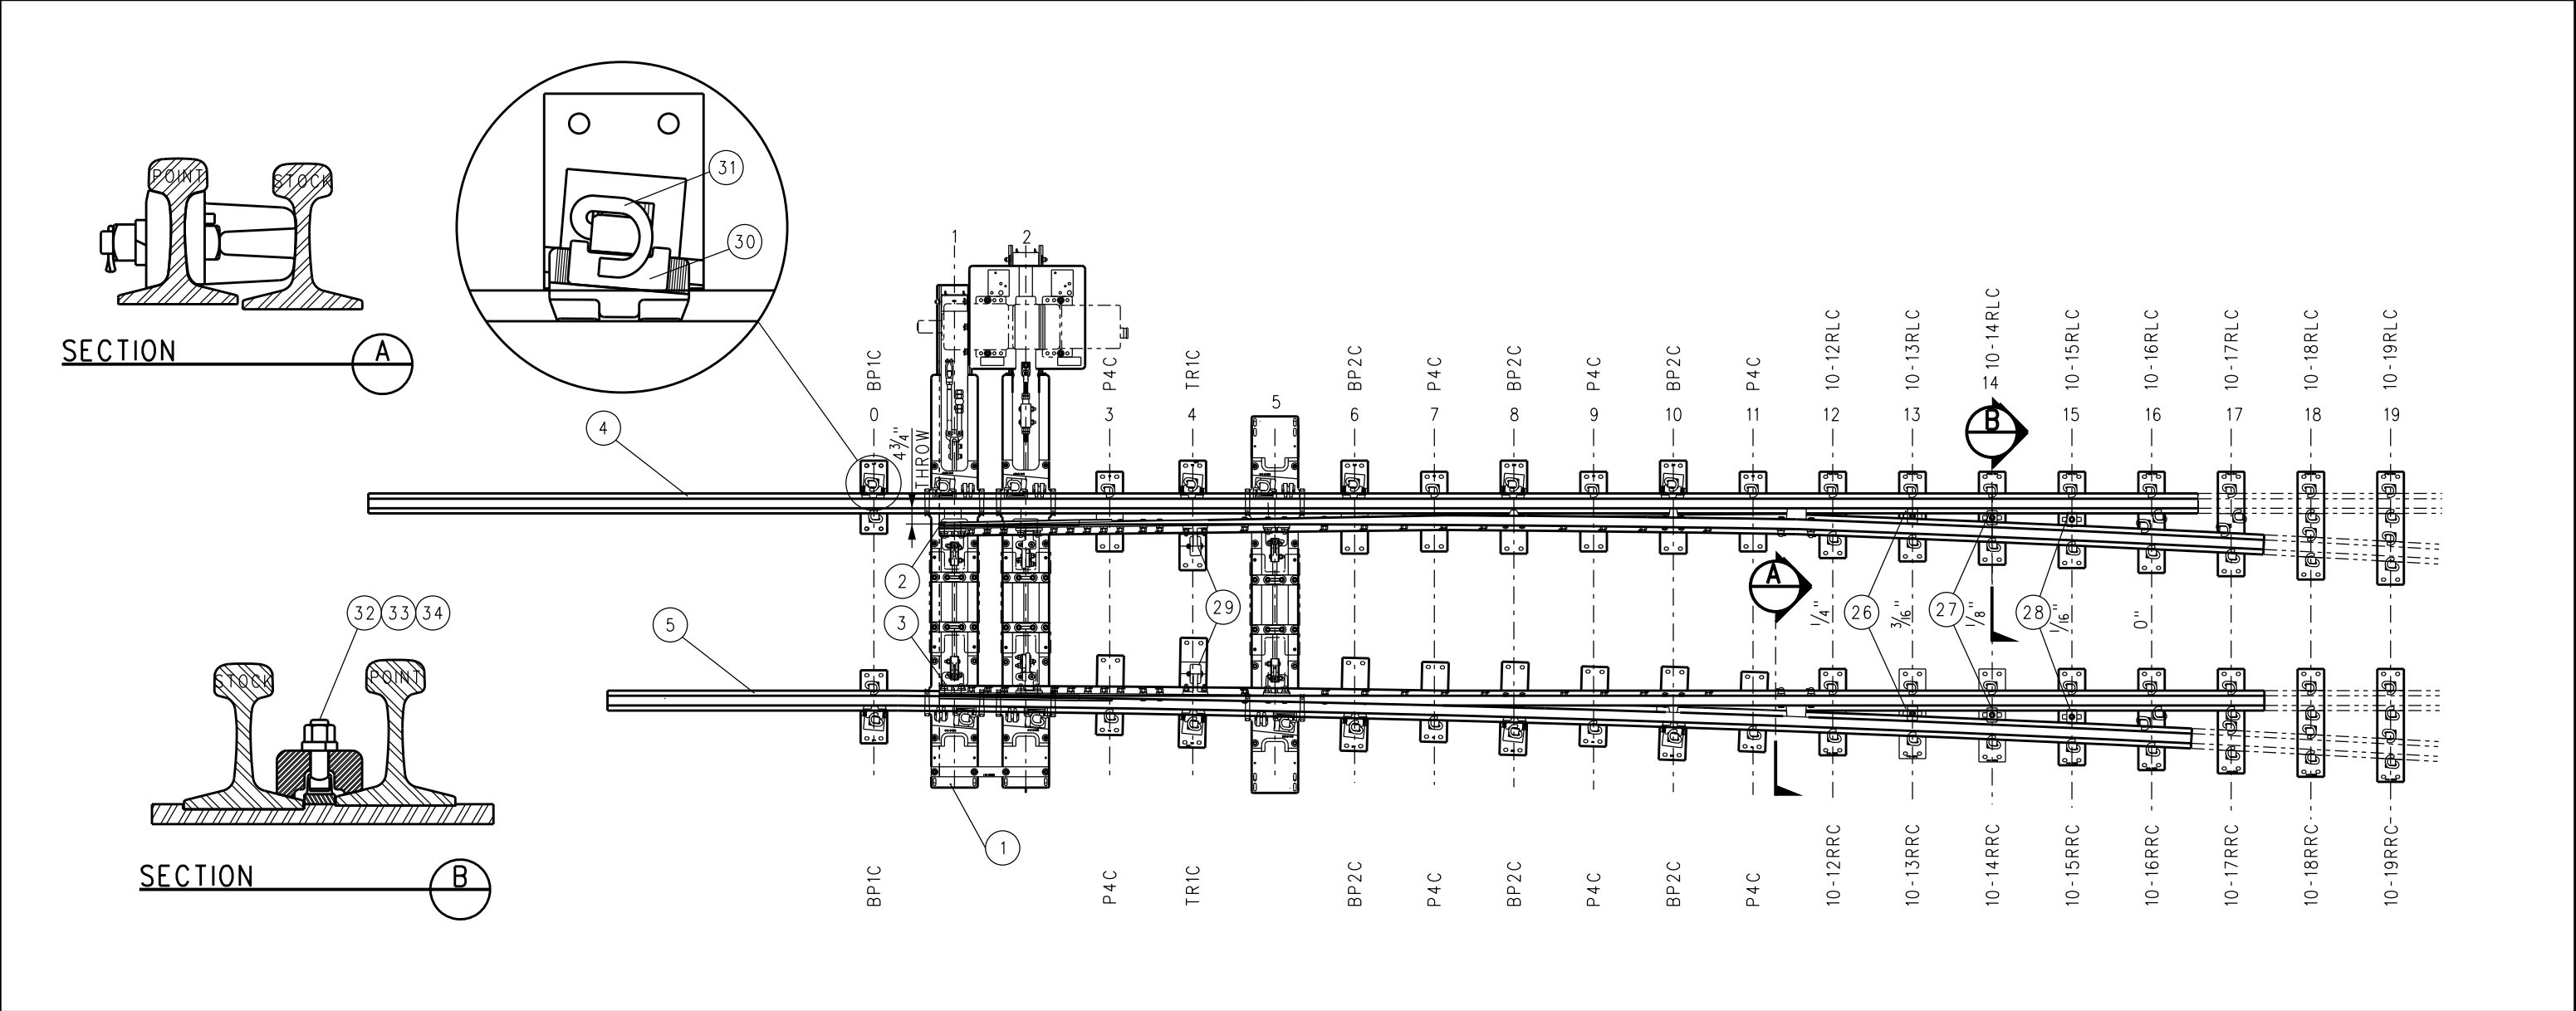 POINT
STOCK
SECTION A
31
30
4
5
32 33 34
STOCK
POINT
SECTION B
1
2
BP1C
P4C
TR1C
BP2C
P4C
BP2C
P4C
BP2C
P4C
10-12RLC
10-13RLC
10-14RLC
10-15RLC
10-16RLC
10-17RLC
10-18RLC
10-19RLC
0
3
4
5
6
7
8
9
10
11
12
13
14
15
16
17
18
19
B
4 3/4"
THROW
2
3
29
A
1/4"
26
3/16"
27
1/8"
28
1/16"
0"
1
BP1C
P4C
TR1C
BP2C
P4C
BP2C
P4C
BP2C
P4C
10-12RRC
10-13RRC
10-14RRC
10-15RRC
10-16RRC
10-17RRC
10-18RRC
10-19RRC